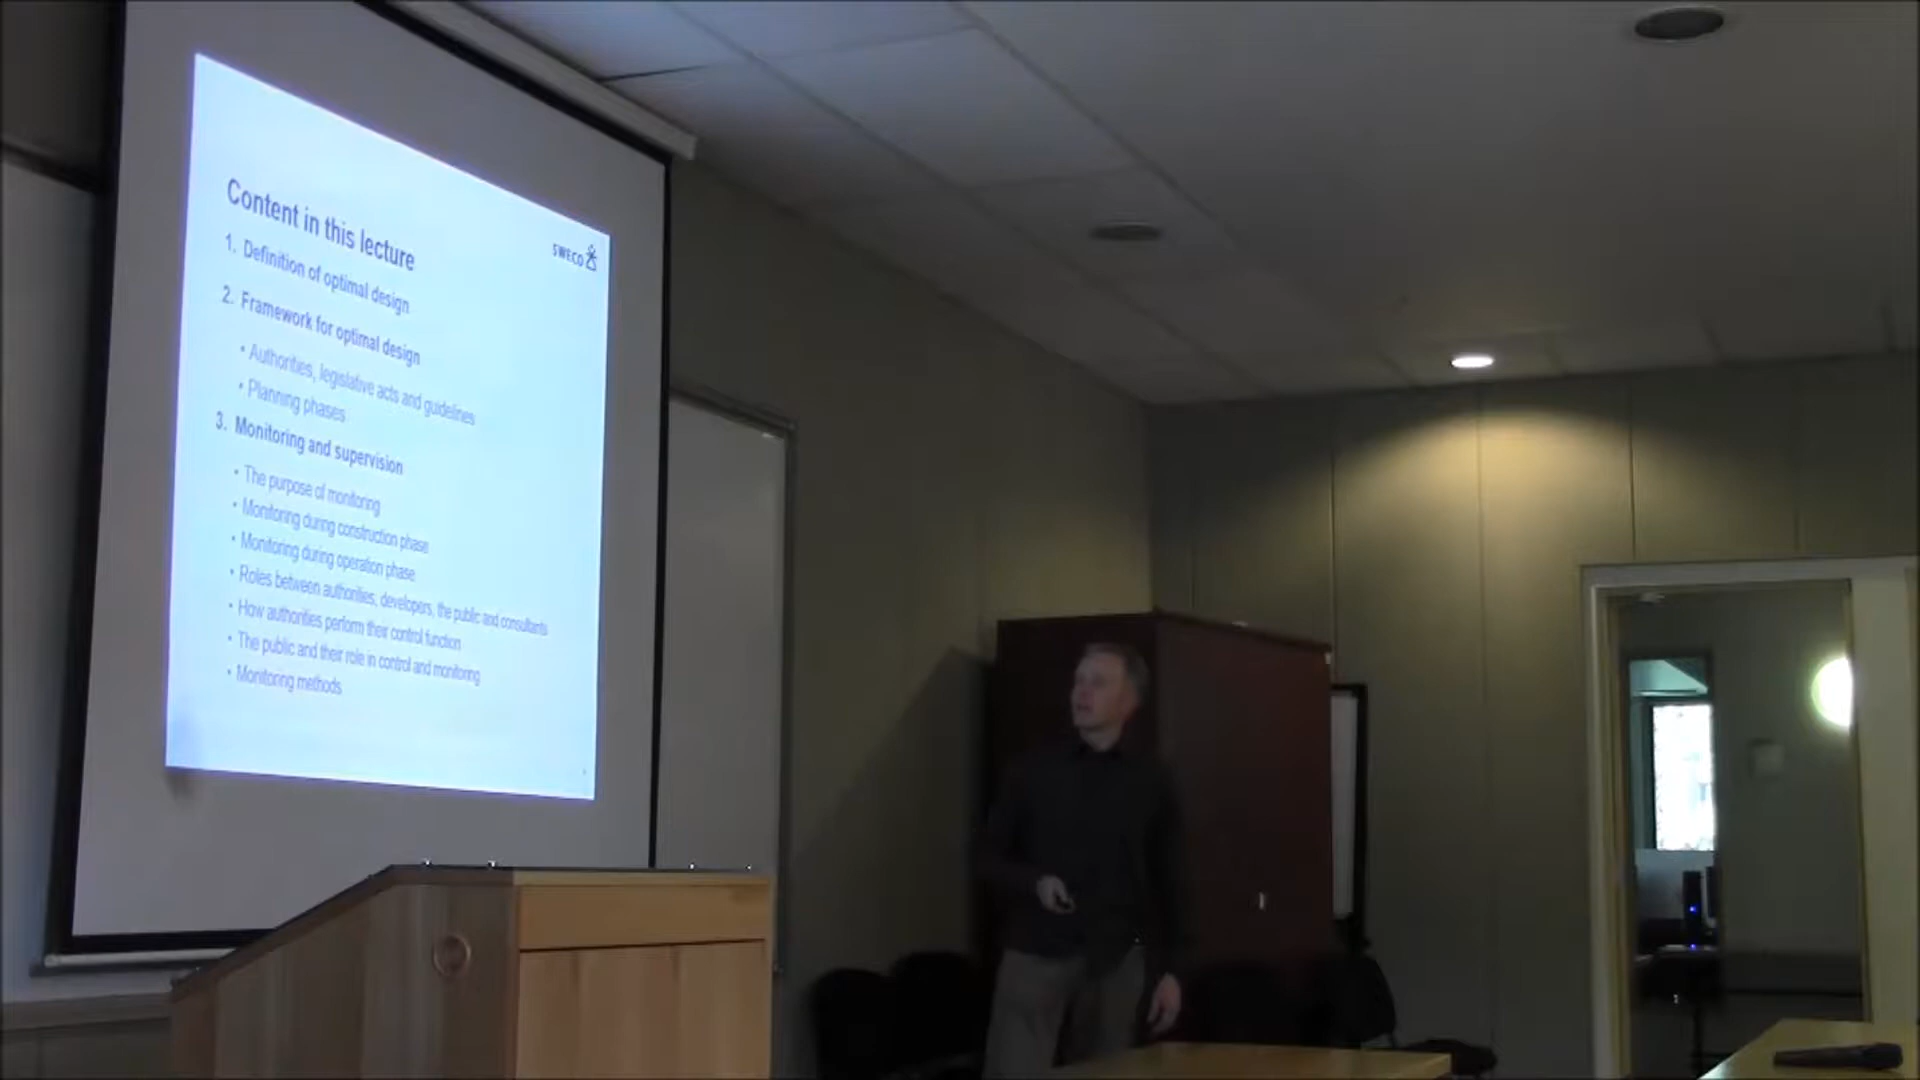 Content in this lecture
SWECO
1. Definition of optimal design
2. Framework for optimal design
• Authorities, legislative acts and guidelines
• Planning phases
3. Monitoring and supervision
• The purpose of monitoring
• Monitoring during construction phase
• Monitoring during operation phase
• Roles between authorities, developers, the public and consultants
• How authorities perform their control function
• The public and their role in control and monitoring
• Monitoring methods